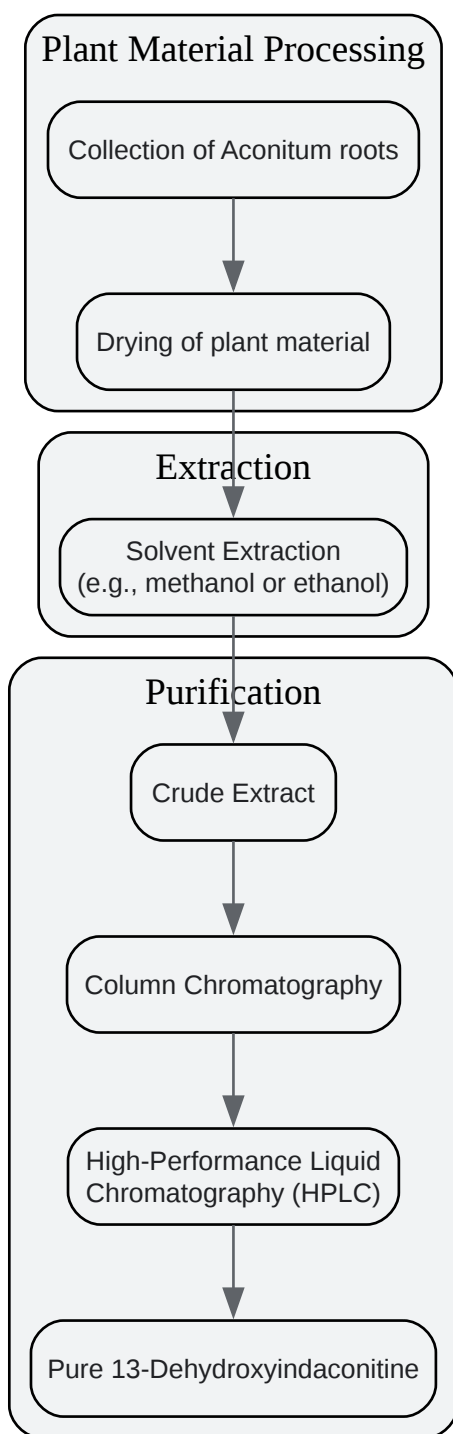 Plant Material Processing
Collection of Aconitum roots
Drying of plant material
Extraction
Solvent Extraction
(e.g., methanol or ethanol)
Purification
Crude Extract
Column Chromatography
High-Performance Liquid
Chromatography (HPLC)
Pure 13-Dehydroxyindaconitine